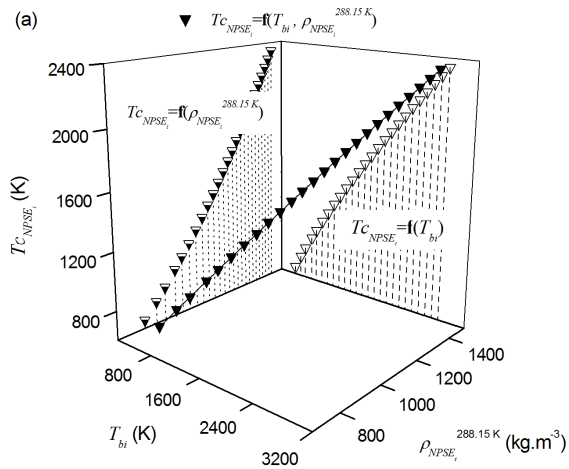 (a) ▼ Tc_NPSE_i=f(T_bi , ρ_NPSE_i^288.15 K)
Tc_NPSE_i=f(ρ_NPSE_i^288.15 K)
Tc_NPSE_i=f(T_bi)
Tc_NPSE_i (K)
2400
2000
1600
1200
800
800
1600
2400
3200
T_bi (K)
800
1000
1200
1400
ρ_NPSE_i^288.15 K (kg.m-3)